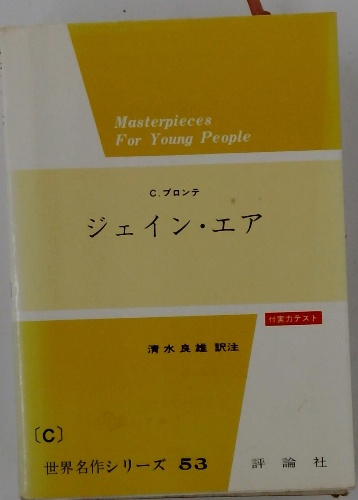 Masterpieces
For Young People
C.ブロンテ
ジェイン・エア
付実力テスト
清水良雄 訳注
〔C〕
世界名作シリーズ 53
評論社